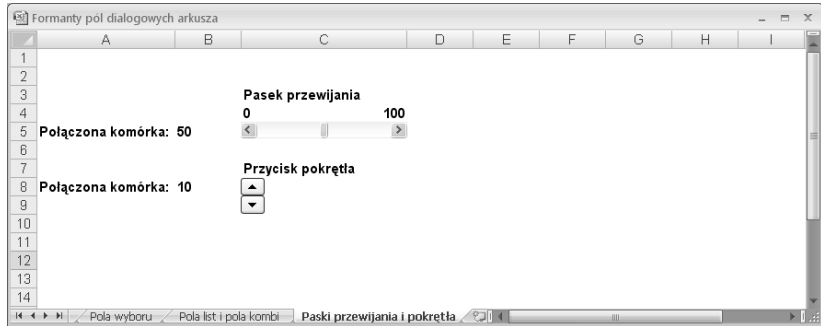 Formanty pól dialogowych arkusza
A B C D E F G H I
1
2
3 Pasek przewijania
4 0 100
5 Połączona komórka: 50
6
7 Przycisk pokrętła
8 Połączona komórka: 10
9
10
11
12
13
14
Pola wyboru Pola list i pola kombi Paski przewijania i pokrętła